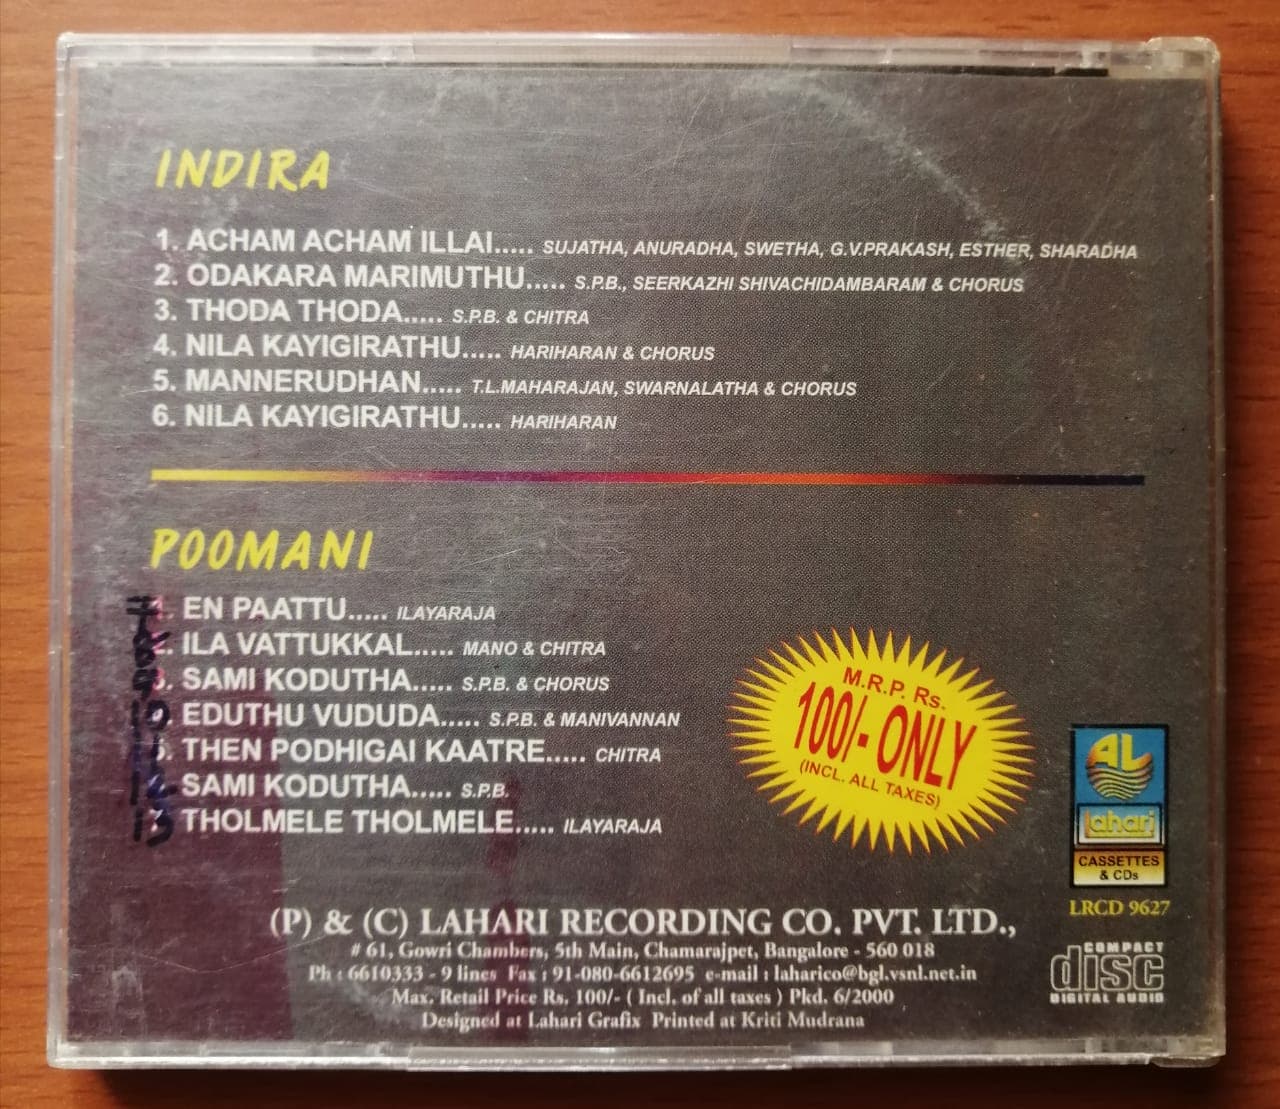 INDIRA
1. ACHAM ACHAM ILLAI..... SUJATHA, ANURADHA, SWETHA, G.V.PRAKASH, ESTHER, SHARADHA
2. ODAKARA MARIMUTHU..... S.P.B., SEERKAZHI SHIVACHIDAMBARAM & CHORUS
3. THODA THODA..... S.P.B. & CHITRA
4. NILA KAYIGIRATHU..... HARIHARAN & CHORUS
5. MANNERUDHAN..... T.L.MAHARAJAN, SWARNALATHA & CHORUS
6. NILA KAYIGIRATHU..... HARIHARAN
POOMANI
1. EN PAATTU..... ILAYARAJA
2. ILA VATTUKKAL..... MANO & CHITRA
3. SAMI KODUTHA..... S.P.B. & CHORUS
EDUTHU VUDUDA..... S.P.B. & MANIVANNAN
THEN PODHIGAI KAATRE..... CHITRA
SAMI KODUTHA..... S.P.B.
THOLMELE THOLMELE..... ILAYARAJA
M.R.P. Rs.
100/- ONLY
(INCL. ALL TAXES)
AL
Lahari
CASSETTES
& CDs
LRCD 9627
COMPACT
disc
DIGITAL AUDIO
(P) & (C) LAHARI RECORDING CO. PVT. LTD.,
# 61, Gowri Chambers, 5th Main, Chamarajpet, Bangalore - 560 018
Ph : 6610333 - 9 lines Fax : 91-080-6612695 e-mail : laharico@bgl.vsnl.net.in
Max. Retail Price Rs. 100/- ( Incl. of all taxes ) Pkd. 6/2000
Designed at Lahari Grafix Printed at Kriti Mudrana